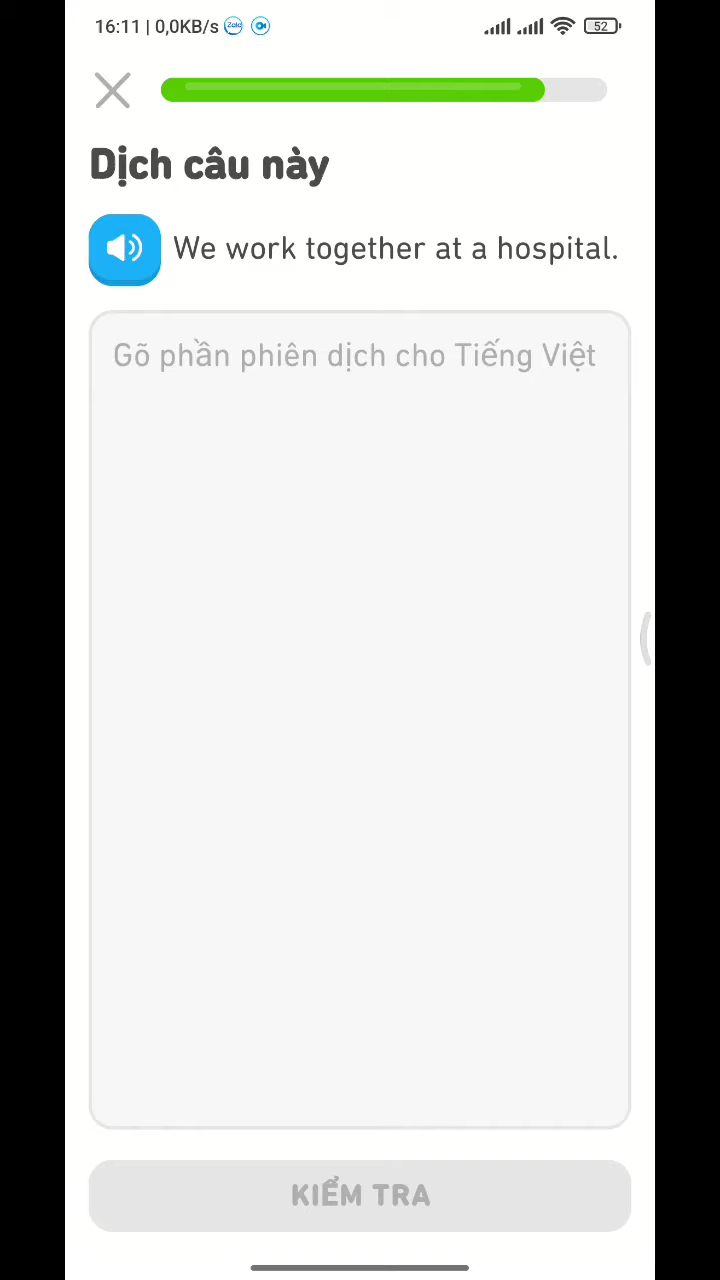 16:11 | 0,0KB/s Zalo 52
Dịch câu này
We work together at a hospital.
Gõ phần phiên dịch cho Tiếng Việt
KIỂM TRA